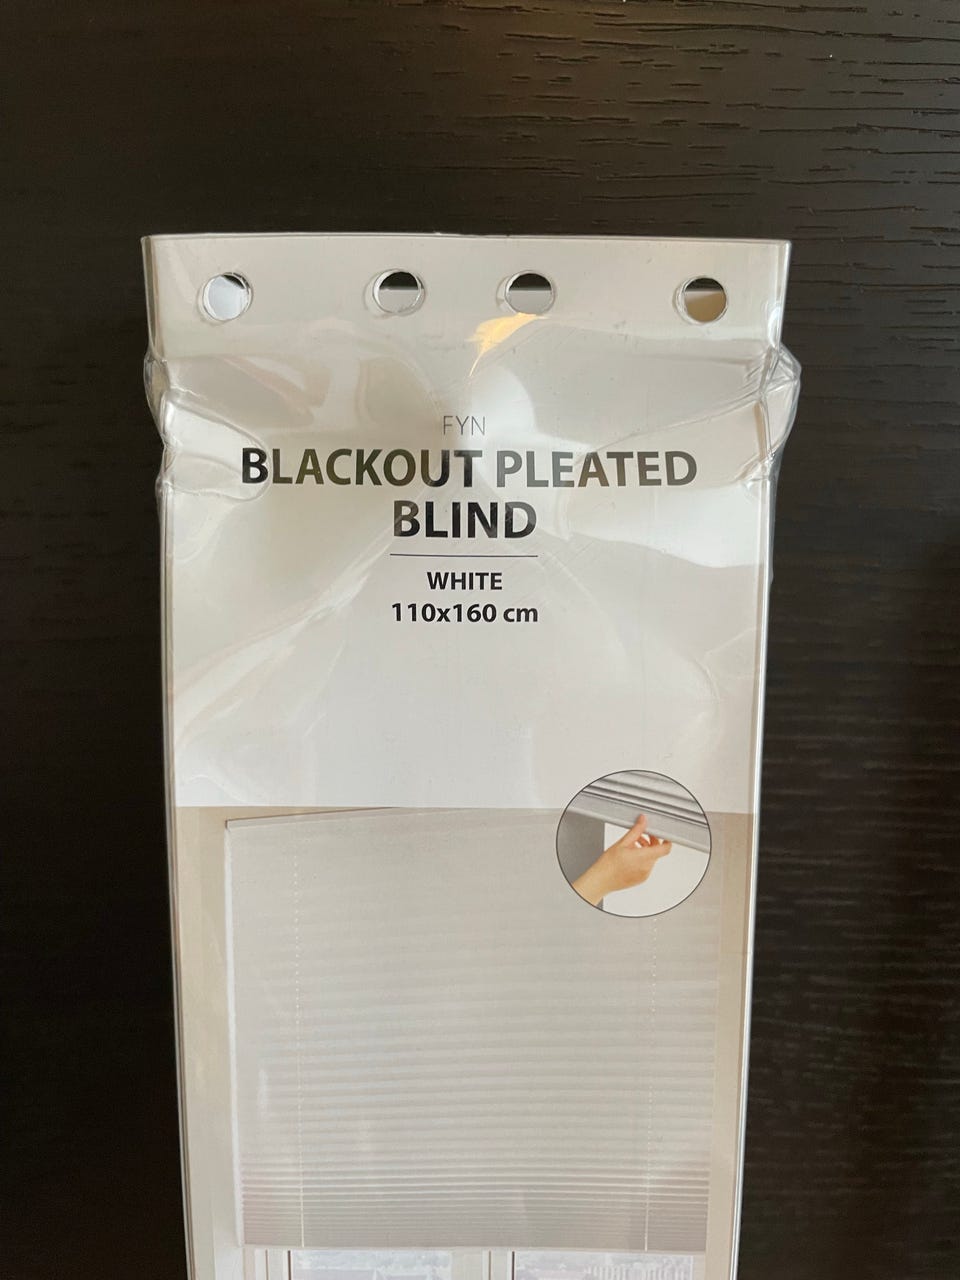 FYN
BLACKOUT PLEATED
BLIND
WHITE
110x160 cm